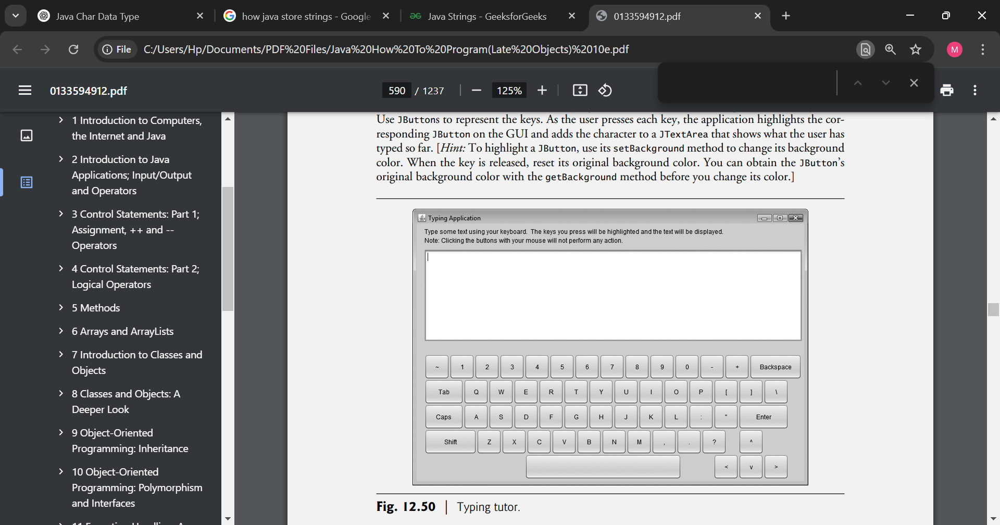 Java Char Data Type
how java store strings - Google
Java Strings - GeeksforGeeks
0133594912.pdf
File
C:/Users/Hp/Documents/PDF%20Files/Java%20How%20To%20Program(Late%20Objects)%2010e.pdf
M
0133594912.pdf
590 / 1237
125%
1 Introduction to Computers,
the Internet and Java
2 Introduction to Java
Applications; Input/Output
and Operators
3 Control Statements: Part 1;
Assignment, ++ and --
Operators
4 Control Statements: Part 2;
Logical Operators
5 Methods
6 Arrays and ArrayLists
7 Introduction to Classes and
Objects
8 Classes and Objects: A
Deeper Look
9 Object-Oriented
Programming: Inheritance
10 Object-Oriented
Programming: Polymorphism
and Interfaces
Use JButtons to represent the keys. As the user presses each key, the application highlights the cor-
responding JButton on the GUI and adds the character to a JTextArea that shows what the user has
typed so far. [Hint: To highlight a JButton, use its setBackground method to change its background
color. When the key is released, reset its original background color. You can obtain the JButton's
original background color with the getBackground method before you change its color.]
Typing Application
Type some text using your keyboard. The keys you press will be highlighted and the text will be displayed.
Note: Clicking the buttons with your mouse will not perform any action.
~ 1 2 3 4 5 6 7 8 9 0 - + Backspace
Tab Q W E R T Y U I O P [ ] \
Caps A S D F G H J K L : " Enter
Shift Z X C V B N M , . ? ^
< v >
Fig. 12.50 | Typing tutor.